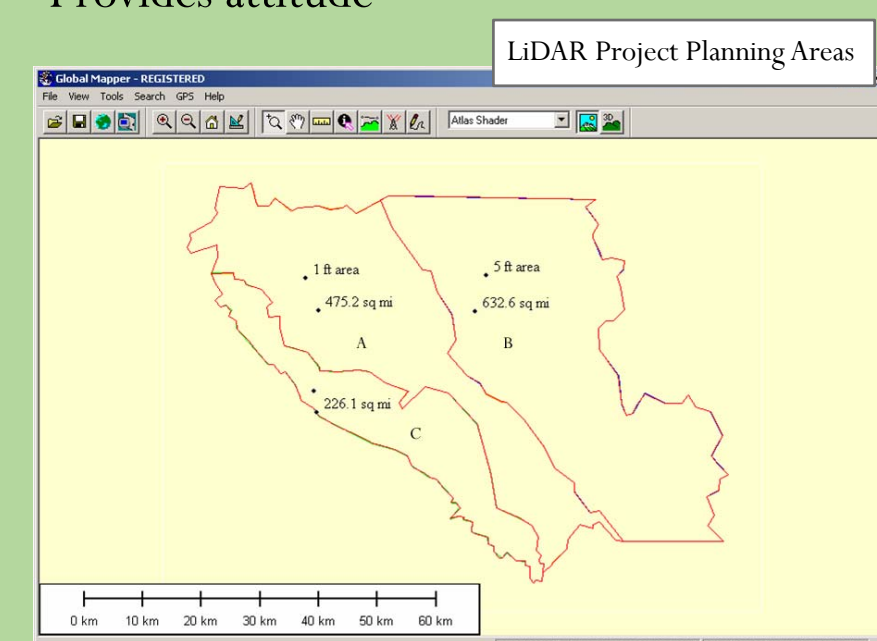 Provides attitude
LiDAR Project Planning Areas
Global Mapper - REGISTERED
File View Tools Search GPS Help
Atlas Shader
3D
1 ft area
5 ft area
475.2 sq mi
632.6 sq mi
A
B
226.1 sq mi
C
0 km 10 km 20 km 30 km 40 km 50 km 60 km